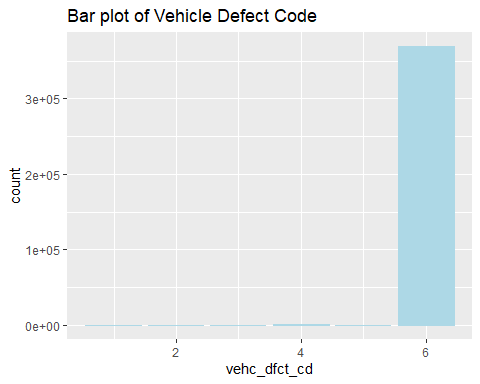 Bar plot of Vehicle Defect Code
count
3e+05
2e+05
1e+05
0e+00
2
4
6
vehc_dfct_cd